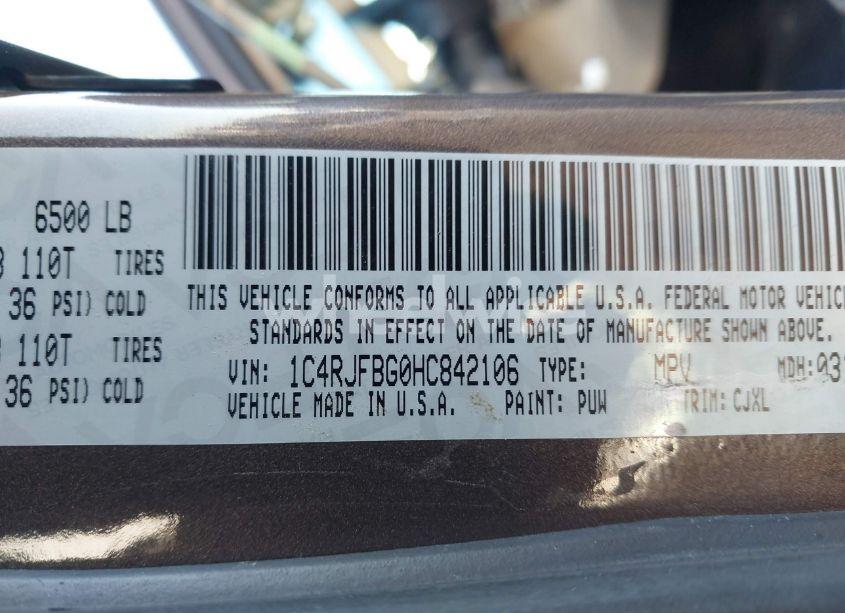 6500 LB
110T TIRES
36 PSI) COLD
110T TIRES
36 PSI) COLD
THIS VEHICLE CONFORMS TO ALL APPLICABLE U.S.A. FEDERAL MOTOR VEHIC
STANDARDS IN EFFECT ON THE DATE OF MANUFACTURE SHOWN ABOVE.
VIN: 1C4RJFBG0HC842106 TYPE: MPV MDH: 03
VEHICLE MADE IN U.S.A. PAINT: PUW TRIM: CJXL